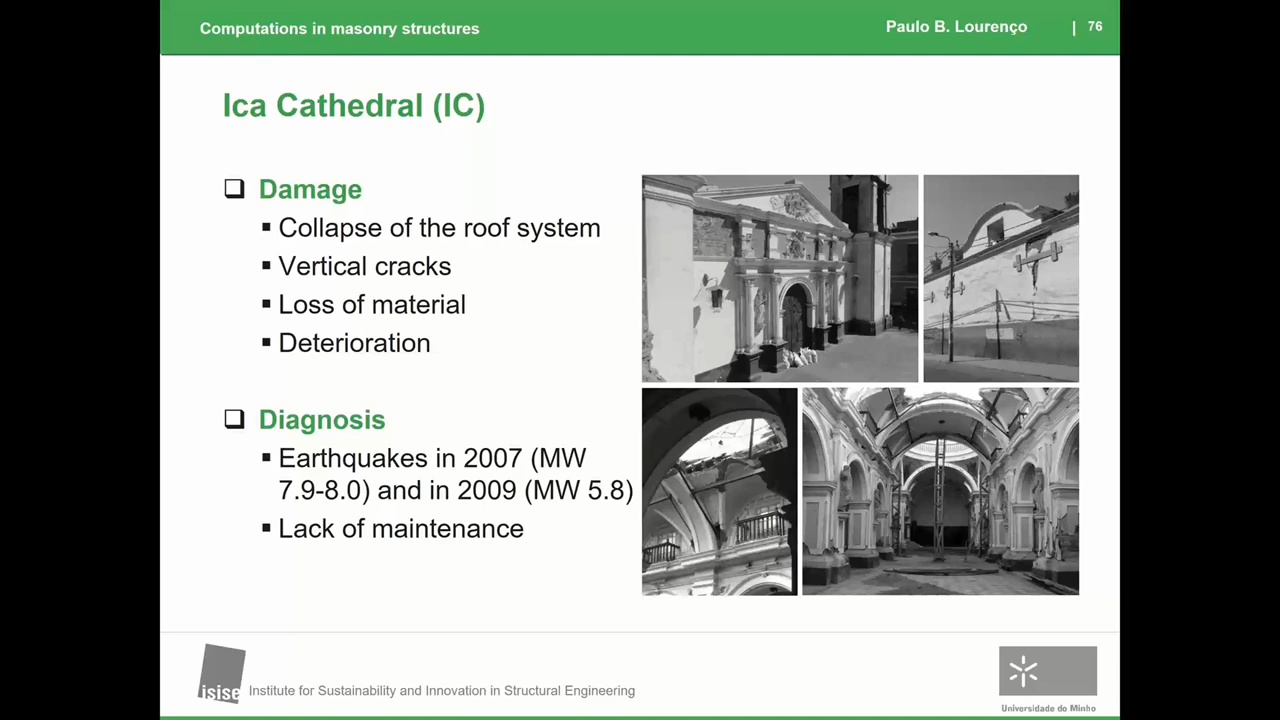 Computations in masonry structures
Paulo B. Lourenço
| 76
Ica Cathedral (IC)
❑ Damage
▪ Collapse of the roof system
▪ Vertical cracks
▪ Loss of material
▪ Deterioration
❑ Diagnosis
▪ Earthquakes in 2007 (MW
7.9-8.0) and in 2009 (MW 5.8)
▪ Lack of maintenance
isise
Institute for Sustainability and Innovation in Structural Engineering
Universidade do Minho